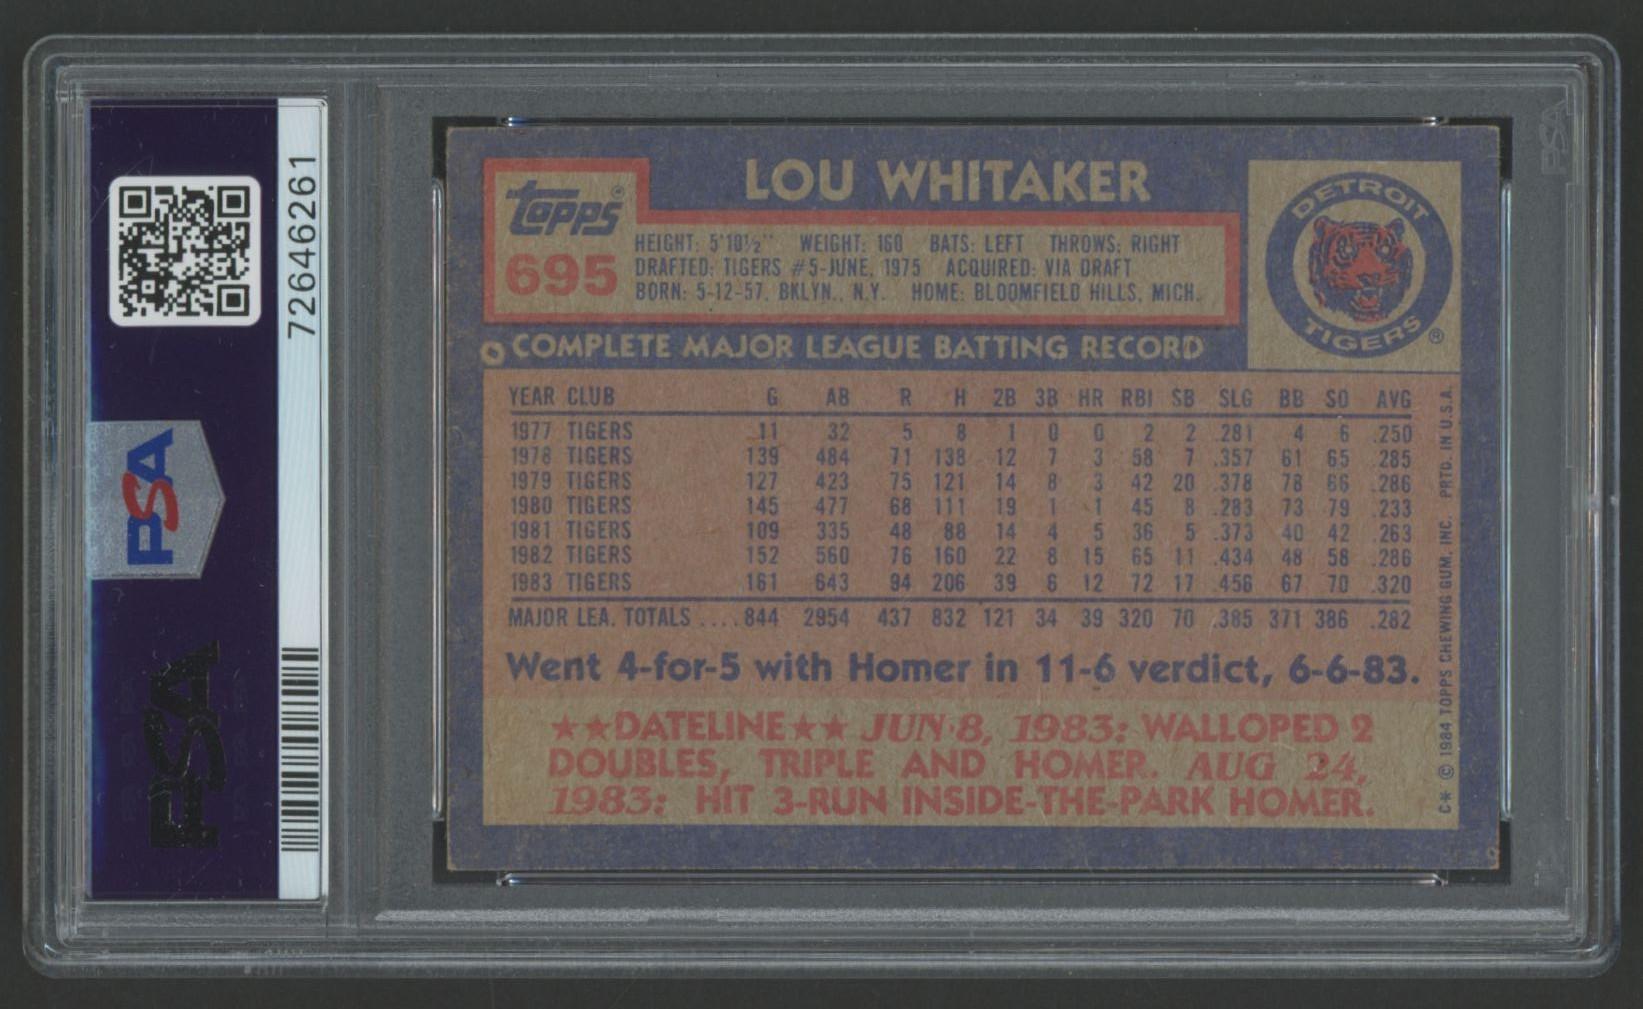 72646261
PSA
PSA
PSA
LOU WHITAKER
topps®
695
HEIGHT: 5'10½" WEIGHT: 160 BATS: LEFT THROWS: RIGHT
DRAFTED: TIGERS #5-JUNE, 1975 ACQUIRED: VIA DRAFT
BORN: 5-12-57, BKLYN., N.Y. HOME: BLOOMFIELD HILLS, MICH.
DETROIT
TIGERS®
COMPLETE MAJOR LEAGUE BATTING RECORD
YEAR CLUB G AB R H 2B 3B HR RBI SB SLG BB SO AVG
1977 TIGERS 11 32 5 8 1 0 0 2 2 .281 4 6 .250
1978 TIGERS 139 484 71 138 12 7 3 58 7 .357 61 65 .285
1979 TIGERS 127 423 75 121 14 8 3 42 20 .378 78 66 .286
1980 TIGERS 145 477 68 111 19 1 1 45 8 .283 73 79 .233
1981 TIGERS 109 335 48 88 14 4 5 36 5 .373 40 42 .263
1982 TIGERS 152 560 76 160 22 8 15 65 11 .434 48 58 .286
1983 TIGERS 161 643 94 206 39 6 12 72 17 .456 67 70 .320
MAJOR LEA. TOTALS .... 844 2954 437 832 121 34 39 320 70 .385 371 386 .282
Went 4-for-5 with Homer in 11-6 verdict, 6-6-83.
★★DATELINE★★ JUN 8, 1983: WALLOPED 2
DOUBLES, TRIPLE AND HOMER. AUG 24,
1983: HIT 3-RUN INSIDE-THE-PARK HOMER.
C* © 1984 TOPPS CHEWING GUM, INC. PRTD. IN U.S.A.